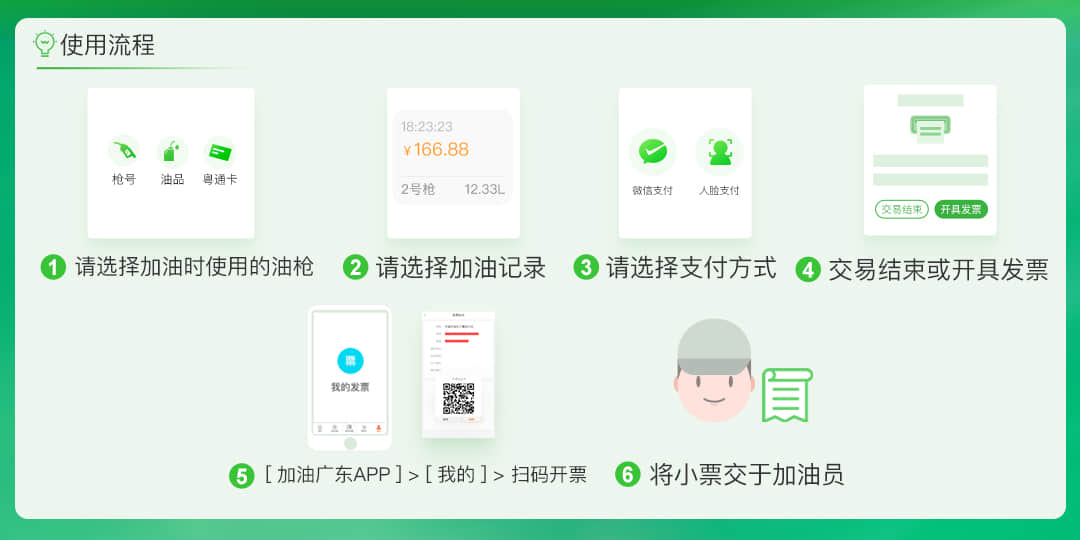 使用流程
枪号 油品 粤通卡
18:23:23
¥166.88
2号枪 12.33L
微信支付 人脸支付
交易结束 开具发票
1 请选择加油时使用的油枪
2 请选择加油记录
3 请选择支付方式
4 交易结束或开具发票
票
我的发票
5 [ 加油广东APP ] > [ 我的 ] > 扫码开票
6 将小票交于加油员